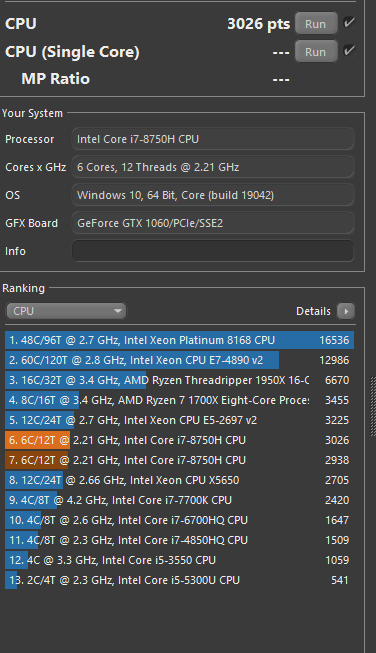 CPU 3026 pts Run
CPU (Single Core) --- Run
MP Ratio ---
Your System
Processor Intel Core i7-8750H CPU
Cores x GHz 6 Cores, 12 Threads @ 2.21 GHz
OS Windows 10, 64 Bit, Core (build 19042)
GFX Board GeForce GTX 1060/PCIe/SSE2
Info
Ranking
CPU Details
1. 48C/96T @ 2.7 GHz, Intel Xeon Platinum 8168 CPU 16536
2. 60C/120T @ 2.8 GHz, Intel Xeon CPU E7-4890 v2 12986
3. 16C/32T @ 3.4 GHz, AMD Ryzen Threadripper 1950X 16-C 6670
4. 8C/16T @ 3.4 GHz, AMD Ryzen 7 1700X Eight-Core Proces 3455
5. 12C/24T @ 2.7 GHz, Intel Xeon CPU E5-2697 v2 3225
6. 6C/12T @ 2.21 GHz, Intel Core i7-8750H CPU 3026
7. 6C/12T @ 2.21 GHz, Intel Core i7-8750H CPU 2938
8. 12C/24T @ 2.66 GHz, Intel Xeon CPU X5650 2705
9. 4C/8T @ 4.2 GHz, Intel Core i7-7700K CPU 2420
10. 4C/8T @ 2.6 GHz, Intel Core i7-6700HQ CPU 1647
11. 4C/8T @ 2.3 GHz, Intel Core i7-4850HQ CPU 1509
12. 4C @ 3.3 GHz, Intel Core i5-3550 CPU 1059
13. 2C/4T @ 2.3 GHz, Intel Core i5-5300U CPU 541